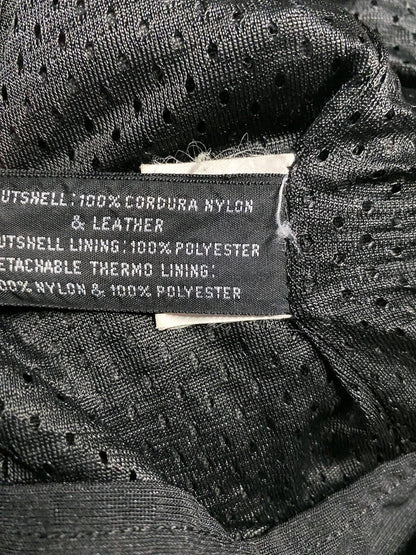 UTSHELL: 100% CORDURA NYLON
& LEATHER
UTSHELL LINING: 100% POLYESTER
ETACHABLE THERMO LINING:
00% NYLON & 100% POLYESTER